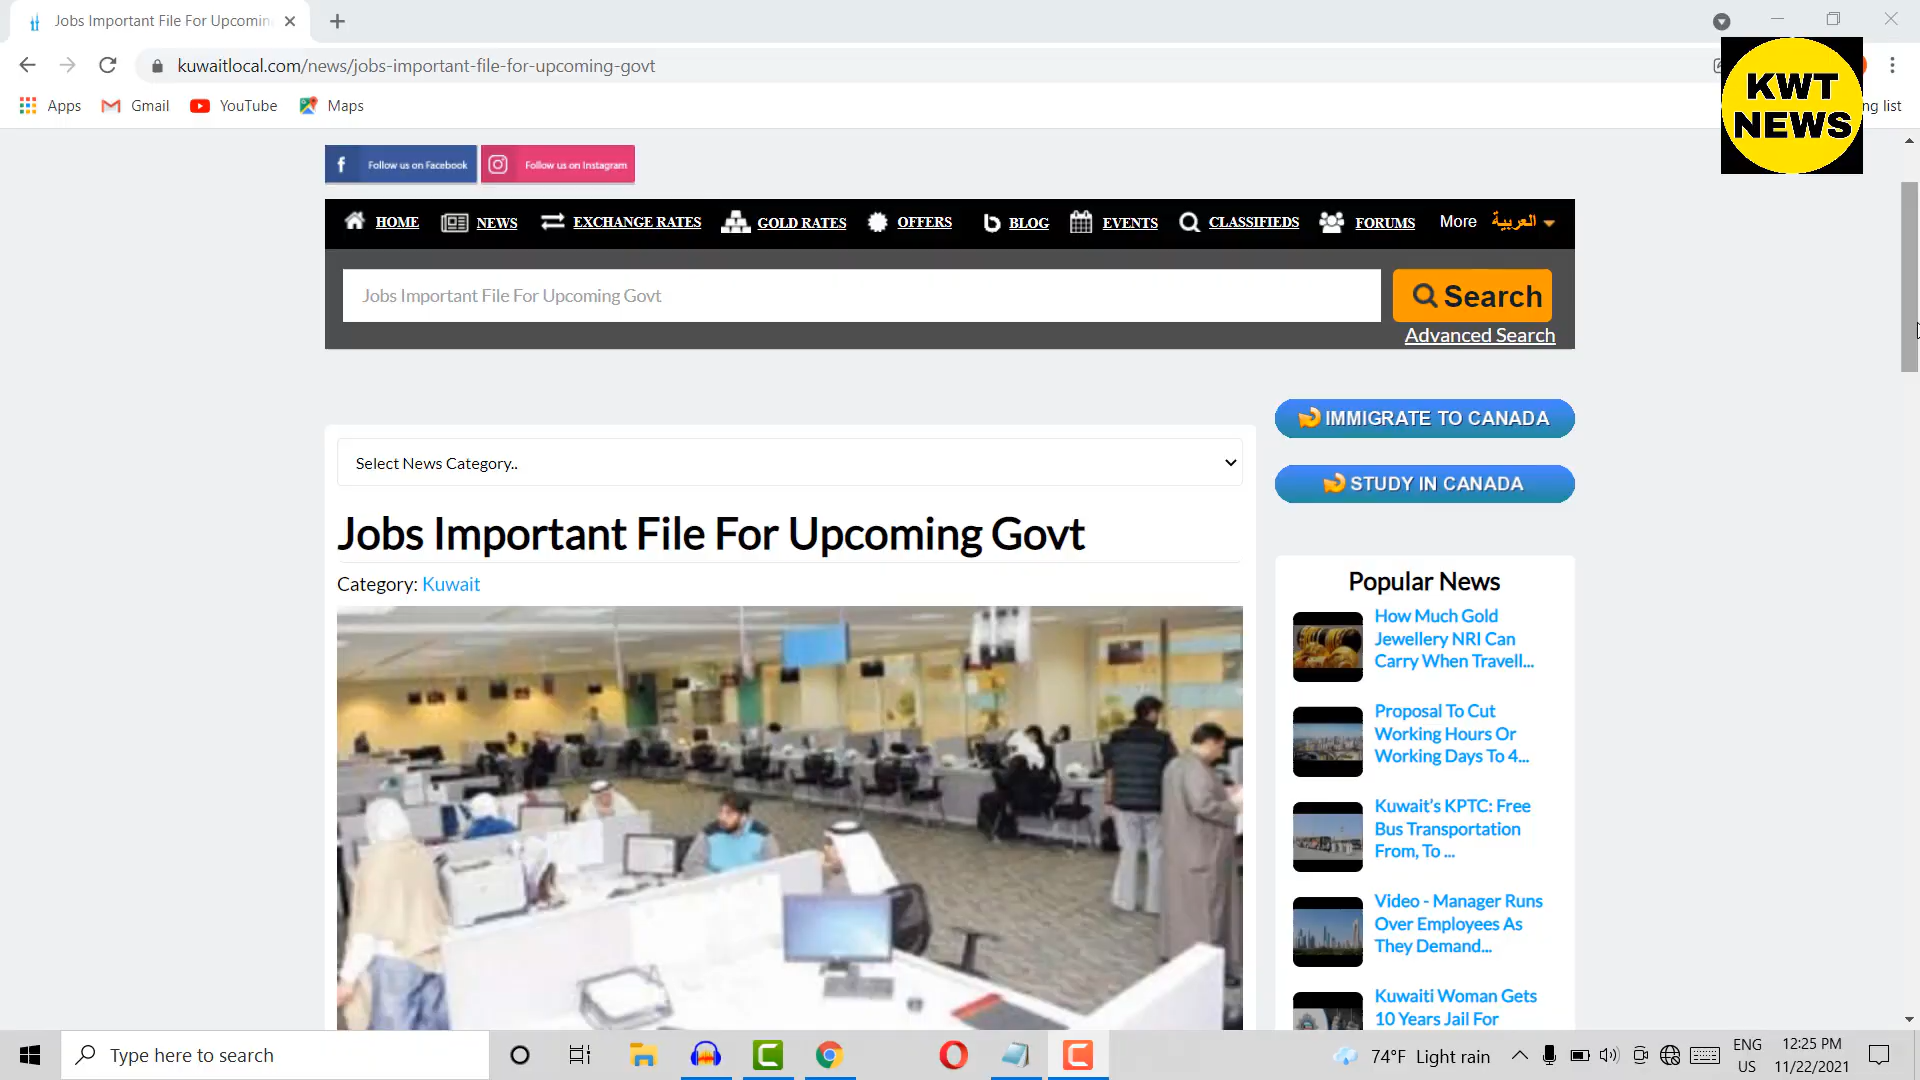 Jobs Important File For Upcomin
kuwaitlocal.com/news/jobs-important-file-for-upcoming-govt
Apps
Gmail
YouTube
Maps
ng list
KWT
NEWS
Follow us on Facebook
Follow us on Instagram
HOME
NEWS
EXCHANGE RATES
GOLD RATES
OFFERS
BLOG
EVENTS
CLASSIFIEDS
FORUMS
More
العربية
Jobs Important File For Upcoming Govt
Search
Advanced Search
IMMIGRATE TO CANADA
STUDY IN CANADA
Select News Category..
Jobs Important File For Upcoming Govt
Category: Kuwait
Popular News
How Much Gold
Jewellery NRI Can
Carry When Travell...
Proposal To Cut
Working Hours Or
Working Days To 4...
Kuwait’s KPTC: Free
Bus Transportation
From, To ...
Video - Manager Runs
Over Employees As
They Demand...
Kuwaiti Woman Gets
10 Years Jail For
Type here to search
74°F Light rain
ENG
US
12:25 PM
11/22/2021